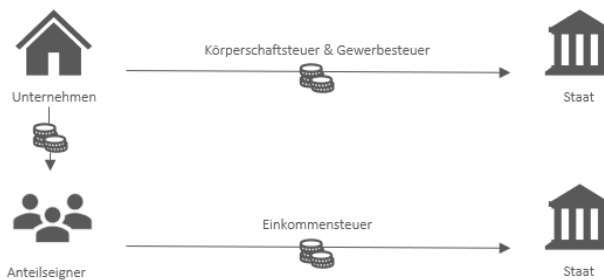 Körperschaftsteuer & Gewerbesteuer
Unternehmen
Staat
Einkommensteuer
Anteilseigner
Staat